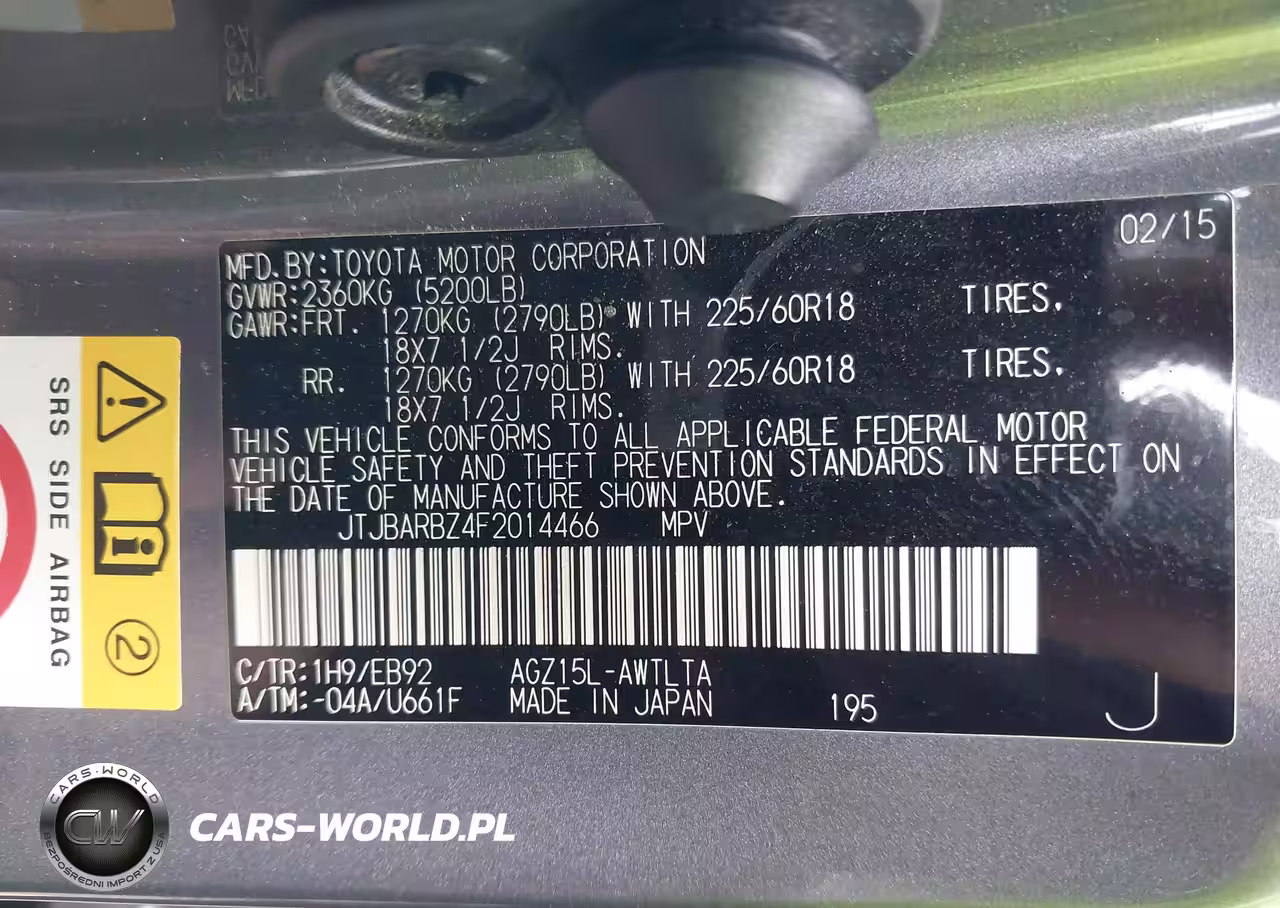 02/15
MFD.BY:TOYOTA MOTOR CORPORATION
GVWR:2360KG (5200LB)
GAWR:FRT. 1270KG (2790LB) WITH 225/60R18 TIRES.
18X7 1/2J RIMS.
RR. 1270KG (2790LB) WITH 225/60R18 TIRES.
18X7 1/2J RIMS.
THIS VEHICLE CONFORMS TO ALL APPLICABLE FEDERAL MOTOR
VEHICLE SAFETY AND THEFT PREVENTION STANDARDS IN EFFECT ON
THE DATE OF MANUFACTURE SHOWN ABOVE.
JTJBARBZ4F2014466 MPV
C/TR:1H9/EB92 AGZ15L-AWTLTA
A/TM:-04A/U661F MADE IN JAPAN 195
J
SRS SIDE AIRBAG
2
CARS-WORLD
CW
BEZPOŚREDNI IMPORT Z USA
CARS-WORLD.PL